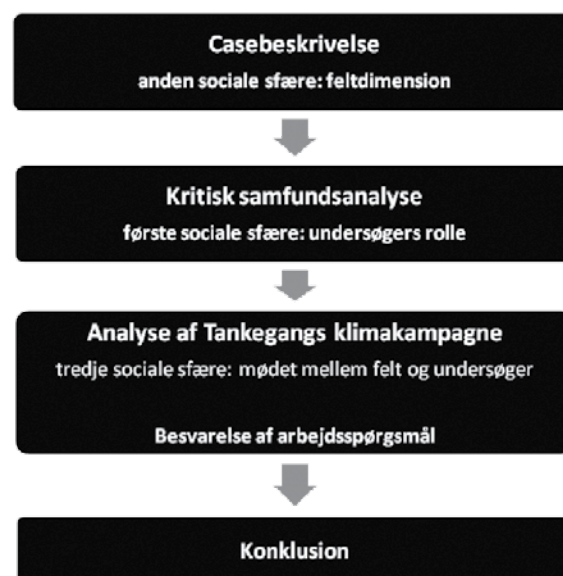 Casebeskrivelse
anden sociale sfære: feltdimension
Kritisk samfundsanalyse
første sociale sfære: undersøgers rolle
Analyse af Tankegangs klimakampagne
tredje sociale sfære: mødet mellem felt og undersøger
Besvarelse af arbejdsspørgsmål
Konklusion